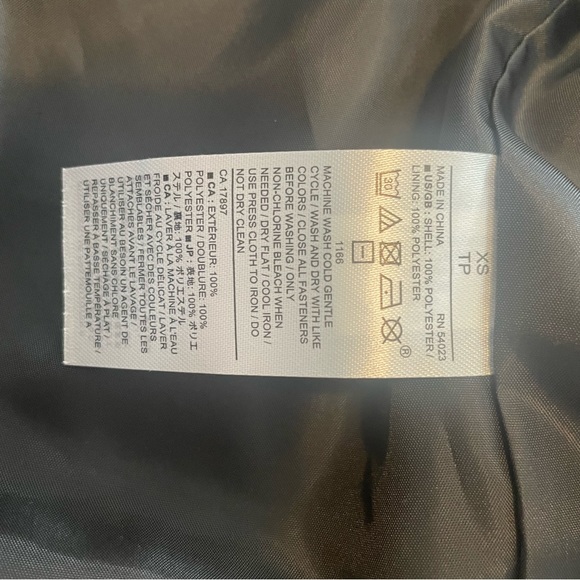 XS
TP
MADE IN CHINA RN 54023
■ US/GB : SHELL: 100% POLYESTER /
LINING: 100% POLYESTER
30
®
1166
MACHINE WASH COLD GENTLE
CYCLE / WASH AND DRY WITH LIKE
COLORS / CLOSE ALL FASTENERS
BEFORE WASHING / ONLY
NON-CHLORINE BLEACH WHEN
NEEDED / DRY FLAT / COOL IRON /
USE PRESS CLOTH TO IRON / DO
NOT DRY CLEAN
CA 17897
■ CA : EXTÉRIEUR: 100%
POLYESTER / DOUBLURE: 100%
POLYESTER ■ JP : 表地: 100% ポリエ
ステル / 裏地: 100% ポリエステル
■ CA : LAVER À LA MACHINE À L'EAU
FROIDE AU CYCLE DÉLICAT / LAVER
ET SÉCHER AVEC DES COULEURS
SEMBLABLES / FERMER TOUTES LES
ATTACHES AVANT LE LAVAGE /
UTILISER AU BESOIN UN AGENT DE
BLANCHIMENT SANS CHLORE
UNIQUEMENT / SÉCHAGE À PLAT /
REPASSER À BASSE TEMPÉRATURE /
UTILISER UNE PATTEMOUILLE À